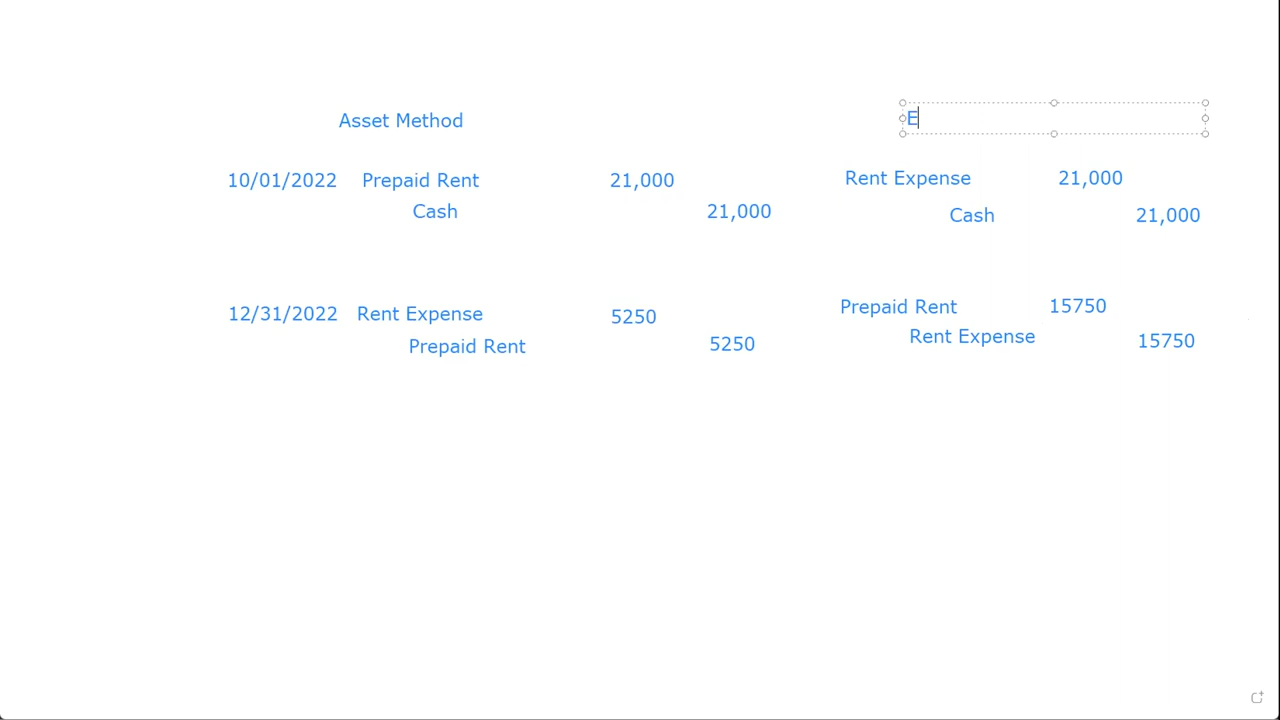 Asset Method E
10/01/2022 Prepaid Rent 21,000 Rent Expense 21,000
Cash 21,000 Cash 21,000
12/31/2022 Rent Expense 5250 Prepaid Rent 15750
Prepaid Rent 5250 Rent Expense 15750